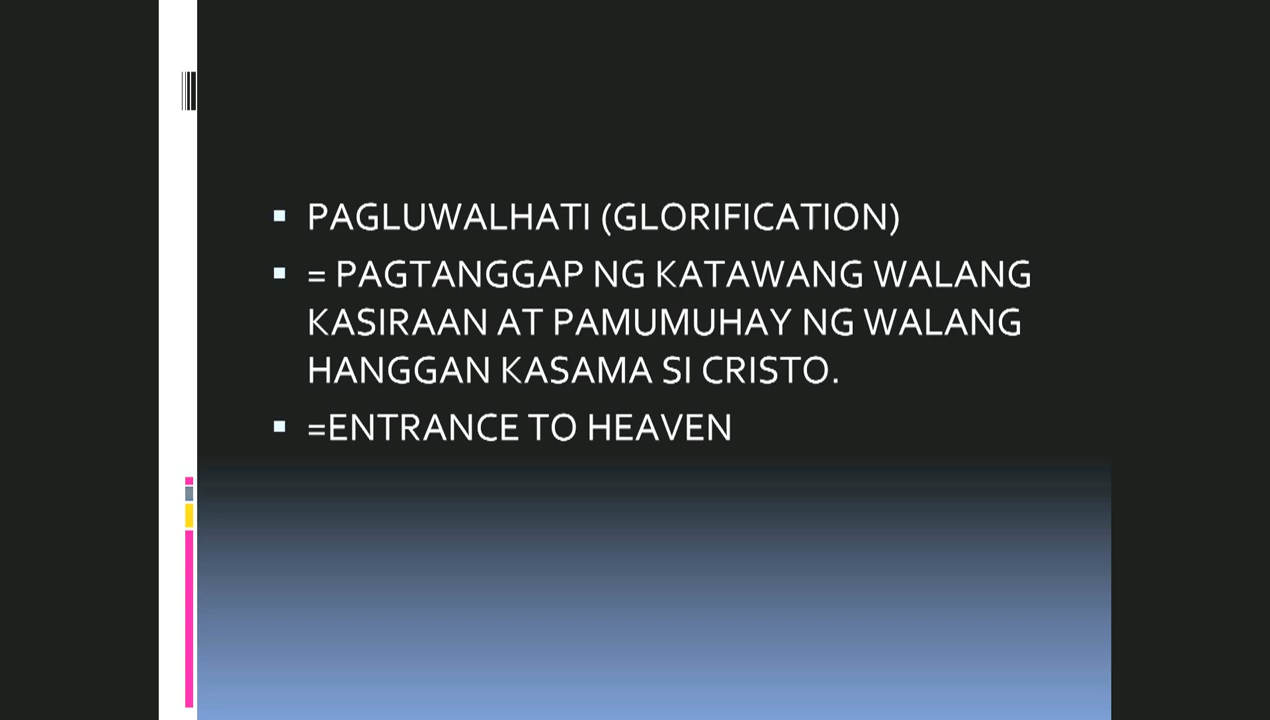 PAGLUWALHATI (GLORIFICATION)
= PAGTANGGAP NG KATAWANG WALANG
KASIRAAN AT PAMUMUHAY NG WALANG
HANGGAN KASAMA SI CRISTO.
=ENTRANCE TO HEAVEN